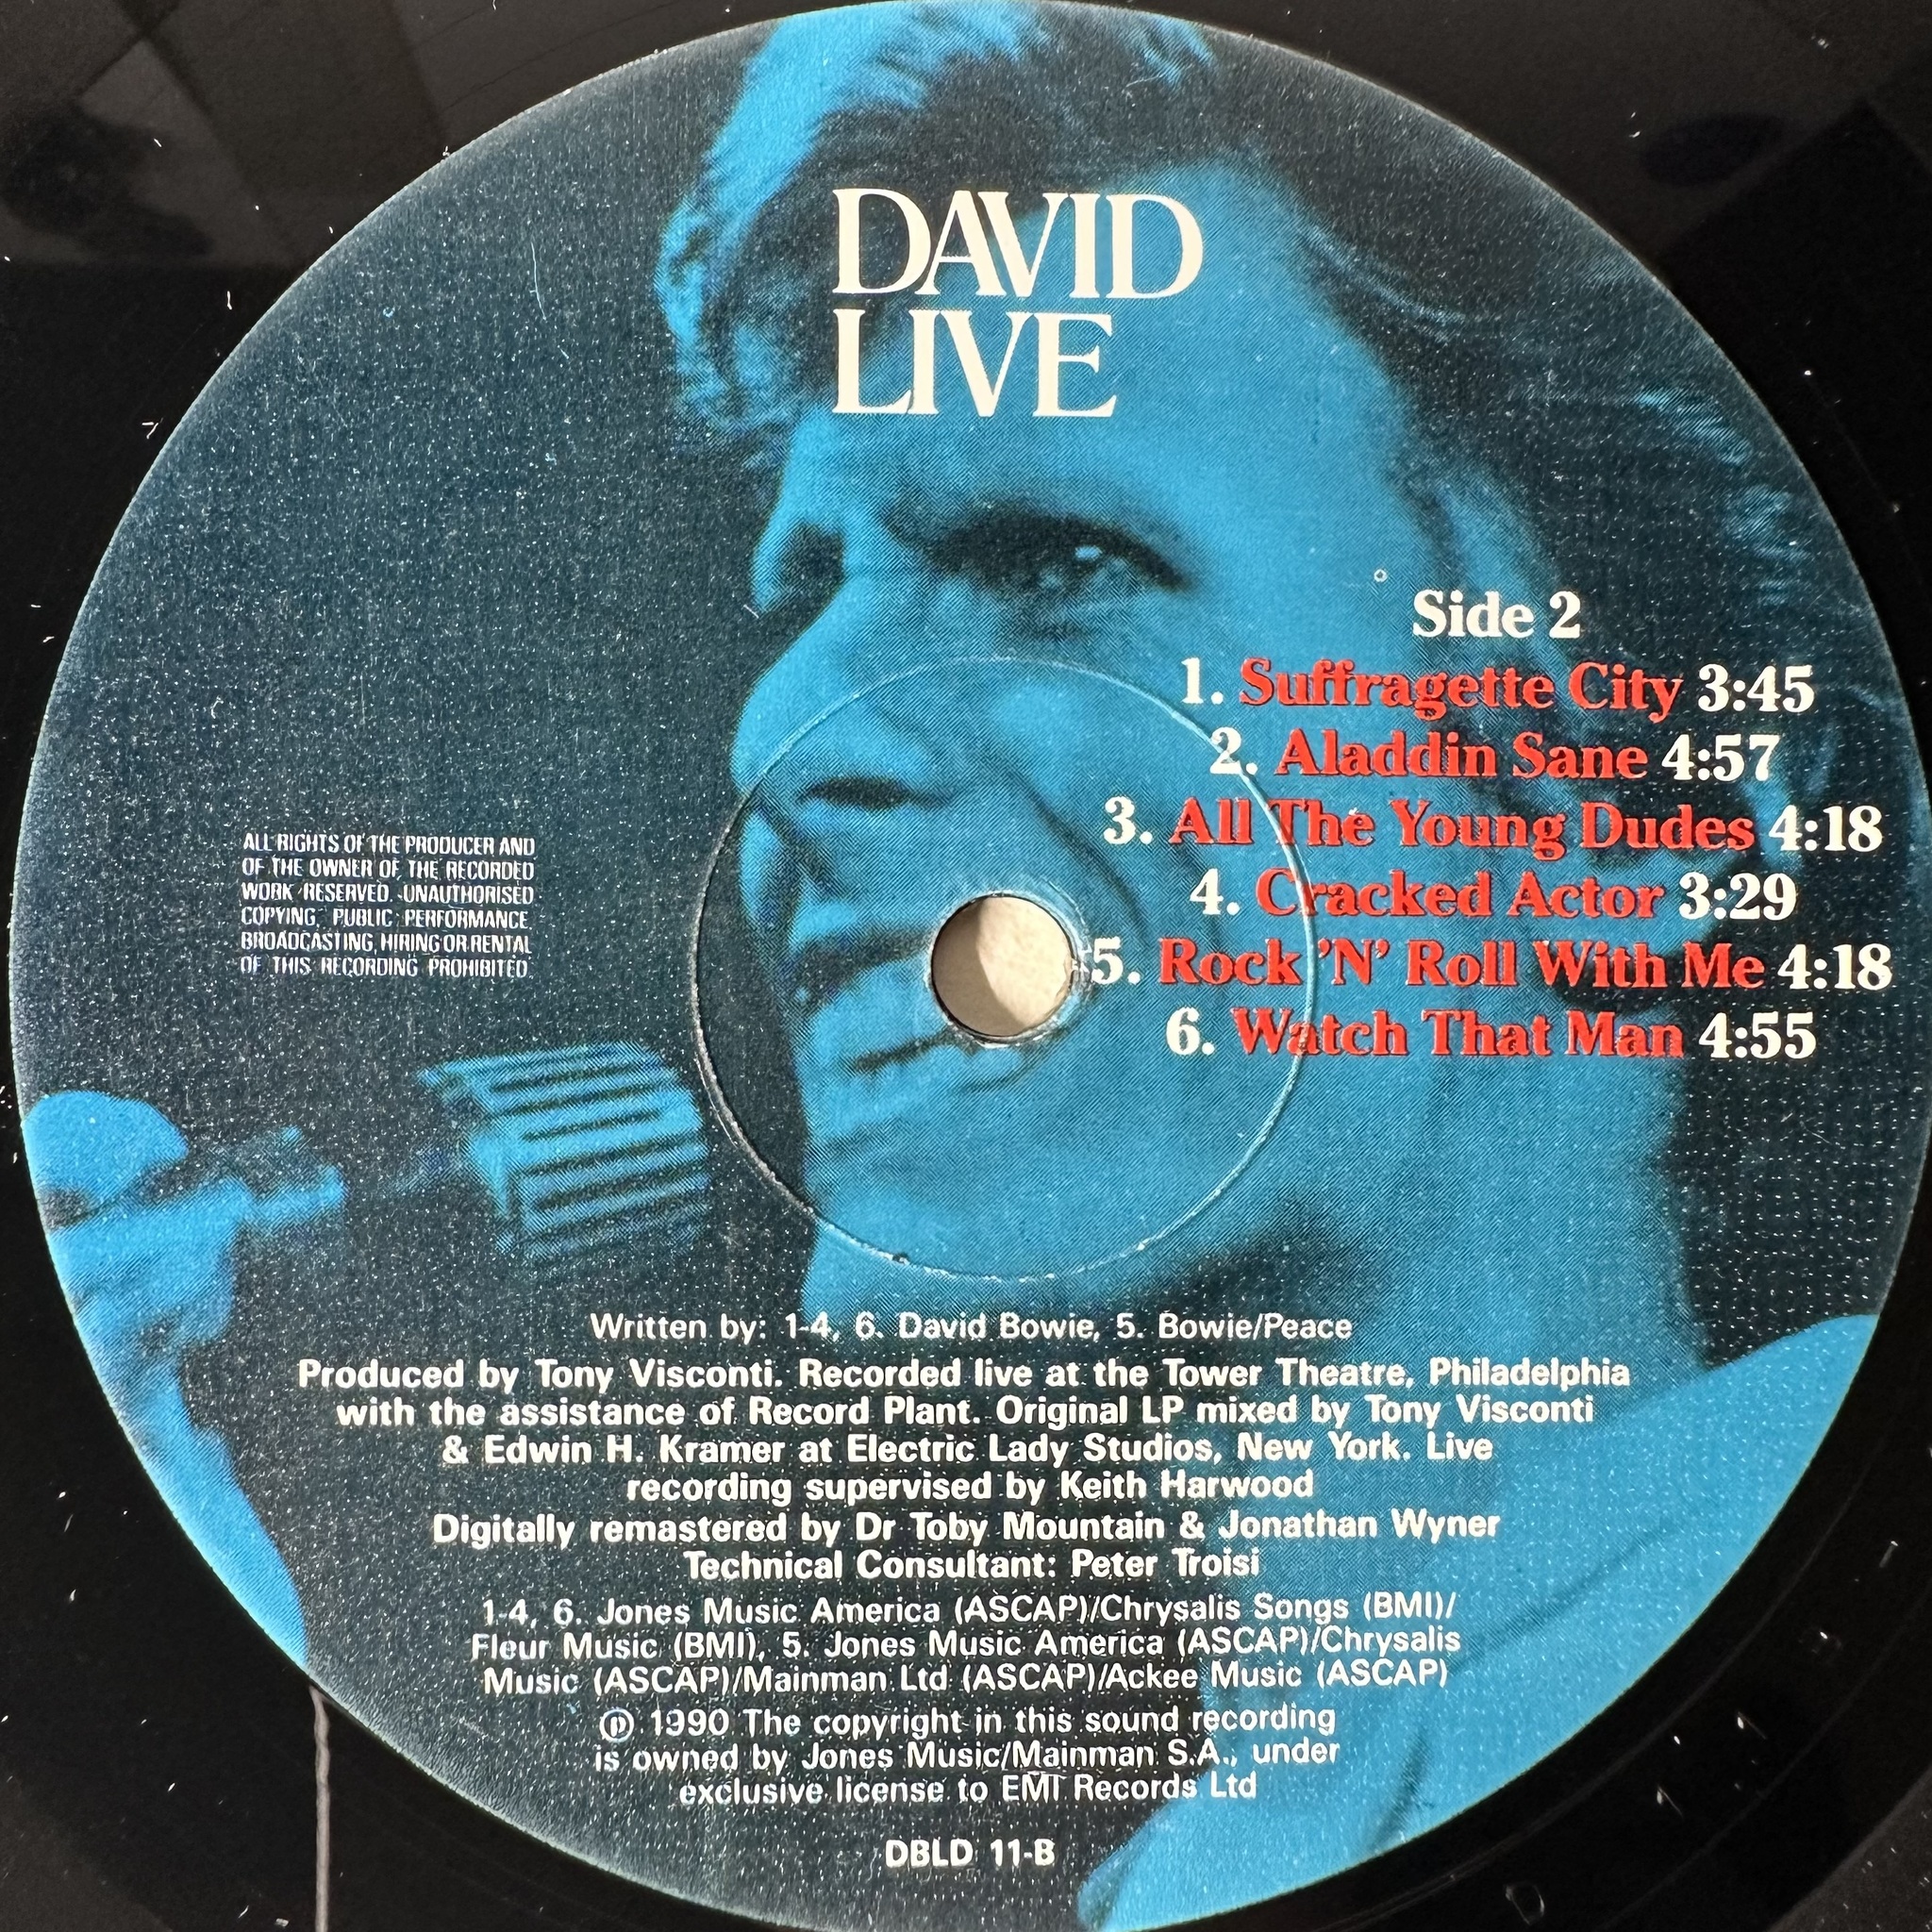 DAVID
LIVE
Side 2
1. Suffragette City 3:45
2. Aladdin Sane 4:57
3. All The Young Dudes 4:18
4. Cracked Actor 3:29
5. Rock 'N' Roll With Me 4:18
6. Watch That Man 4:55
ALL RIGHTS OF THE PRODUCER AND
OF THE OWNER OF THE RECORDED
WORK RESERVED. UNAUTHORISED
COPYING, PUBLIC PERFORMANCE,
BROADCASTING, HIRING OR RENTAL
OF THIS RECORDING PROHIBITED.
Written by: 1-4, 6. David Bowie, 5. Bowie/Peace
Produced by Tony Visconti. Recorded live at the Tower Theatre, Philadelphia
with the assistance of Record Plant. Original LP mixed by Tony Visconti
& Edwin H. Kramer at Electric Lady Studios, New York. Live
recording supervised by Keith Harwood
Digitally remastered by Dr Toby Mountain & Jonathan Wyner
Technical Consultant: Peter Troisi
1-4, 6. Jones Music America (ASCAP)/Chrysalis Songs (BMI)/
Fleur Music (BMI), 5. Jones Music America (ASCAP)/Chrysalis
Music (ASCAP)/Mainman Ltd (ASCAP)/Ackee Music (ASCAP)
℗ 1990 The copyright in this sound recording
is owned by Jones Music/Mainman S.A., under
exclusive license to EMI Records Ltd
DBLD 11-B